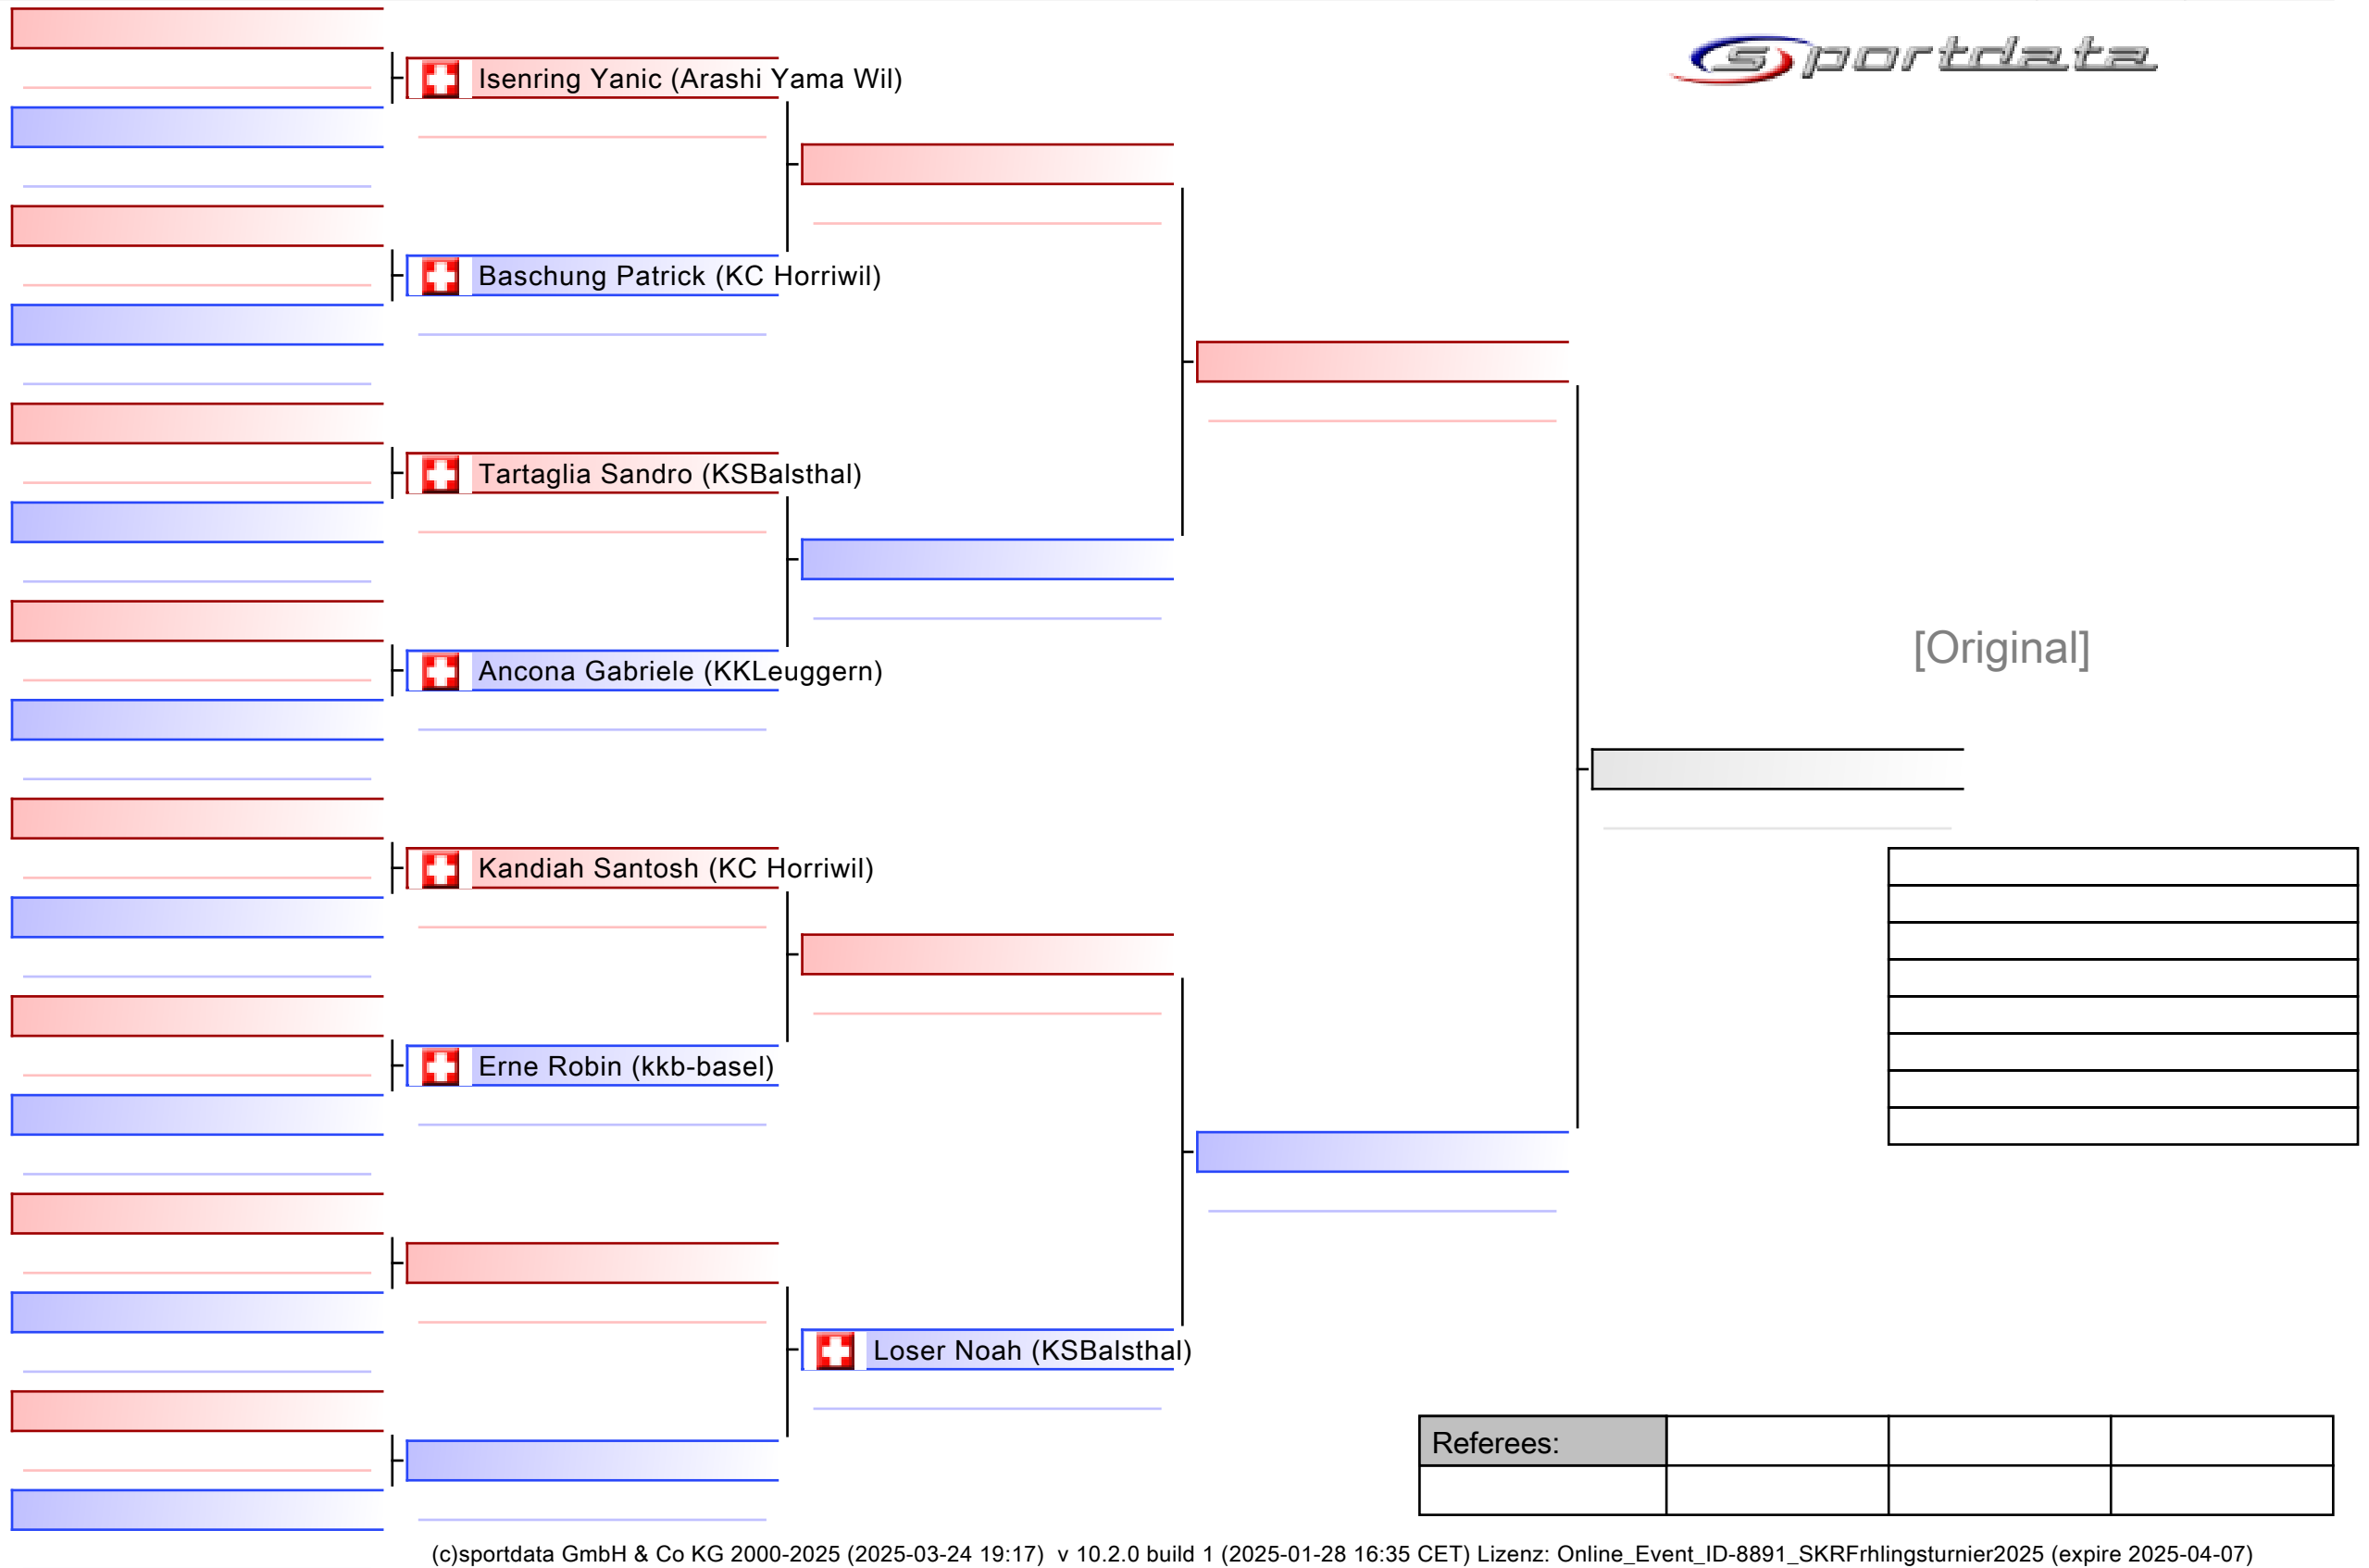 sportdata
Isenring Yanic (Arashi Yama Wil)
Baschung Patrick (KC Horriwil)
Tartaglia Sandro (KSBalsthal)
[Original]
Ancona Gabriele (KKLeuggern)
Kandiah Santosh (KC Horriwil)
Erne Robin (kkb-basel)
Loser Noah (KSBalsthal)
Referees:
(c)sportdata GmbH & Co KG 2000-2025 (2025-03-24 19:17)  v 10.2.0 build 1 (2025-01-28 16:35 CET) Lizenz: Online_Event_ID-8891_SKRFrhlingsturnier2025 (expire 2025-04-07)